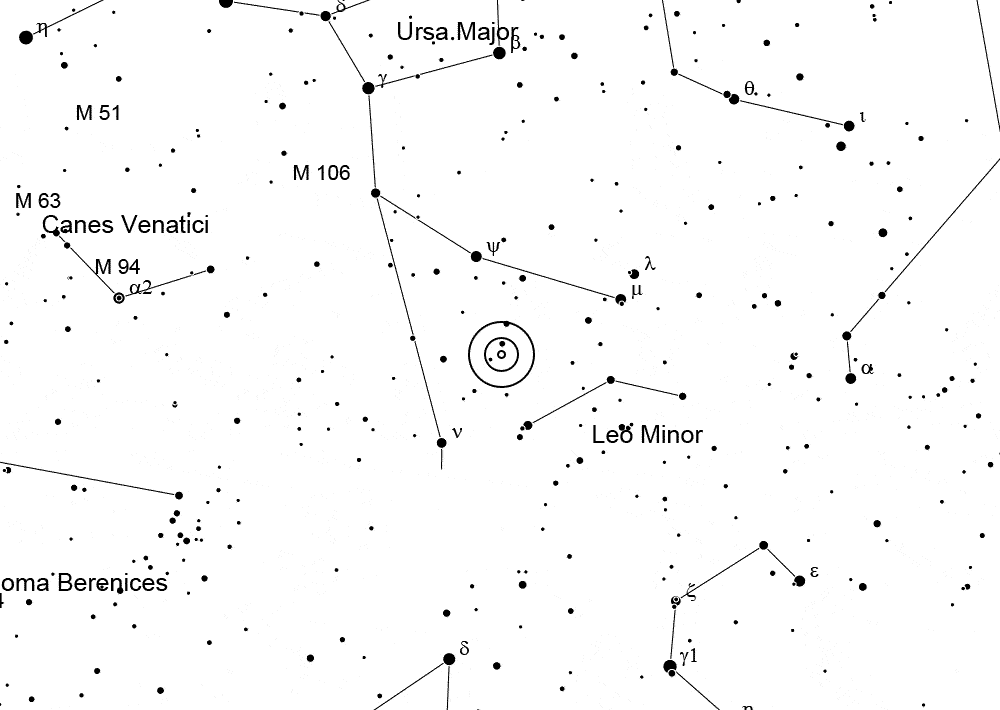 δ
η
Ursa Major
β
γ
θ
M 51
ι
M 106
M 63
Canes Venatici
ψ
λ
M 94
α2
μ
α
ν
Leo Minor
ε
oma Berenices
ζ
δ
γ1